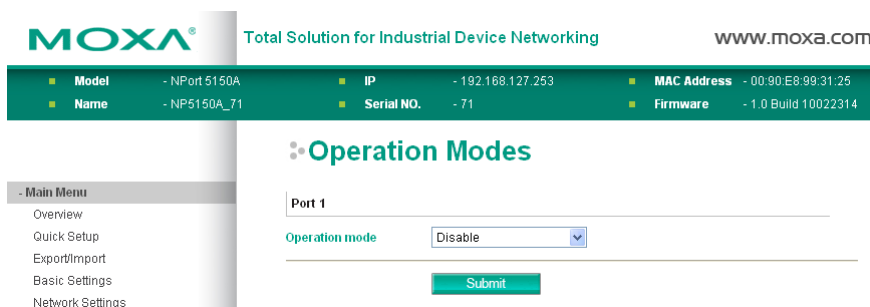 MOXA® Total Solution for Industrial Device Networking www.moxa.com
Model - NPort 5150A IP - 192.168.127.253 MAC Address - 00:90:E8:99:31:25
Name - NP5150A_71 Serial NO. - 71 Firmware - 1.0 Build 10022314
Operation Modes
- Main Menu
Overview
Quick Setup
Export/Import
Basic Settings
Network Settings
Port 1
Operation mode Disable
Submit